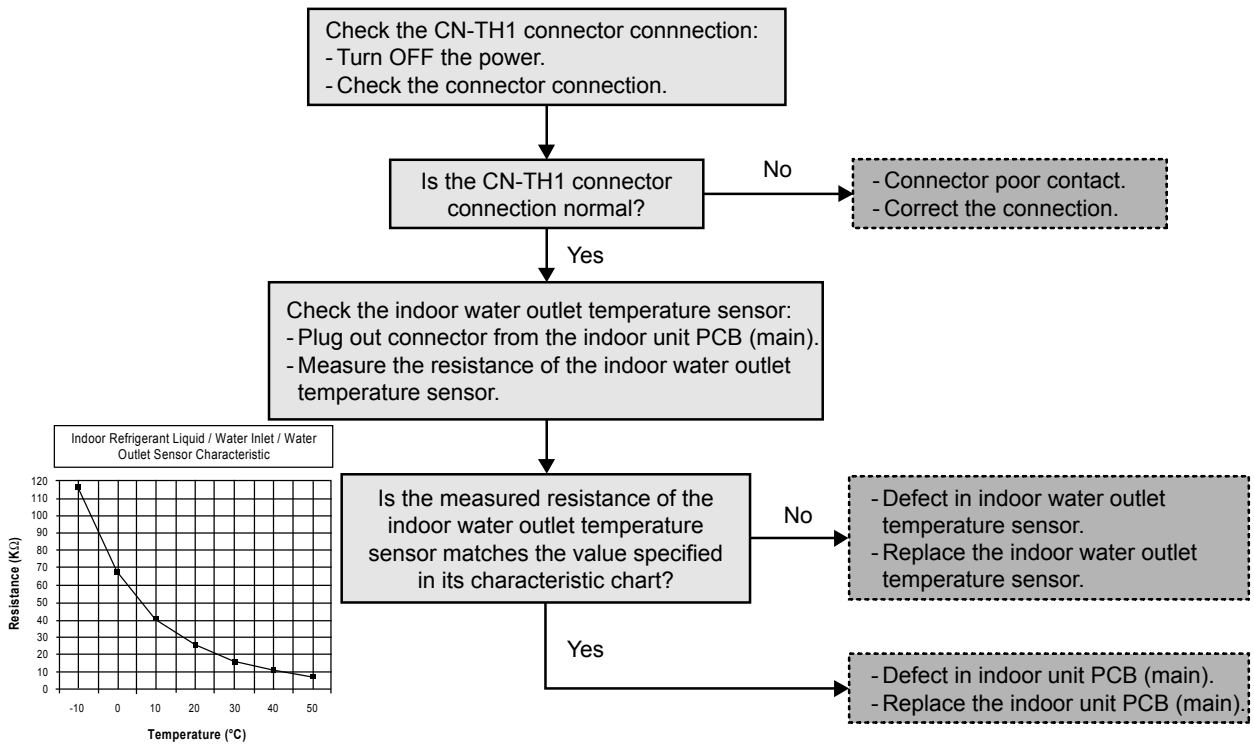 Check the CN-TH1 connector connnection:
- Turn OFF the power.
- Check the connector connection.
Is the CN-TH1 connector
connection normal?
No
- Connector poor contact.
- Correct the connection.
Yes
Check the indoor water outlet temperature sensor:
- Plug out connector from the indoor unit PCB (main).
- Measure the resistance of the indoor water outlet
temperature sensor.
Indoor Refrigerant Liquid / Water Inlet / Water
Outlet Sensor Characteristic
Resistance (KΩ)
120
110
100
90
80
70
60
50
40
30
20
10
0
-10 0 10 20 30 40 50
Temperature (°C)
Is the measured resistance of the
indoor water outlet temperature
sensor matches the value specified
in its characteristic chart?
No
- Defect in indoor water outlet
temperature sensor.
- Replace the indoor water outlet
temperature sensor.
Yes
- Defect in indoor unit PCB (main).
- Replace the indoor unit PCB (main).